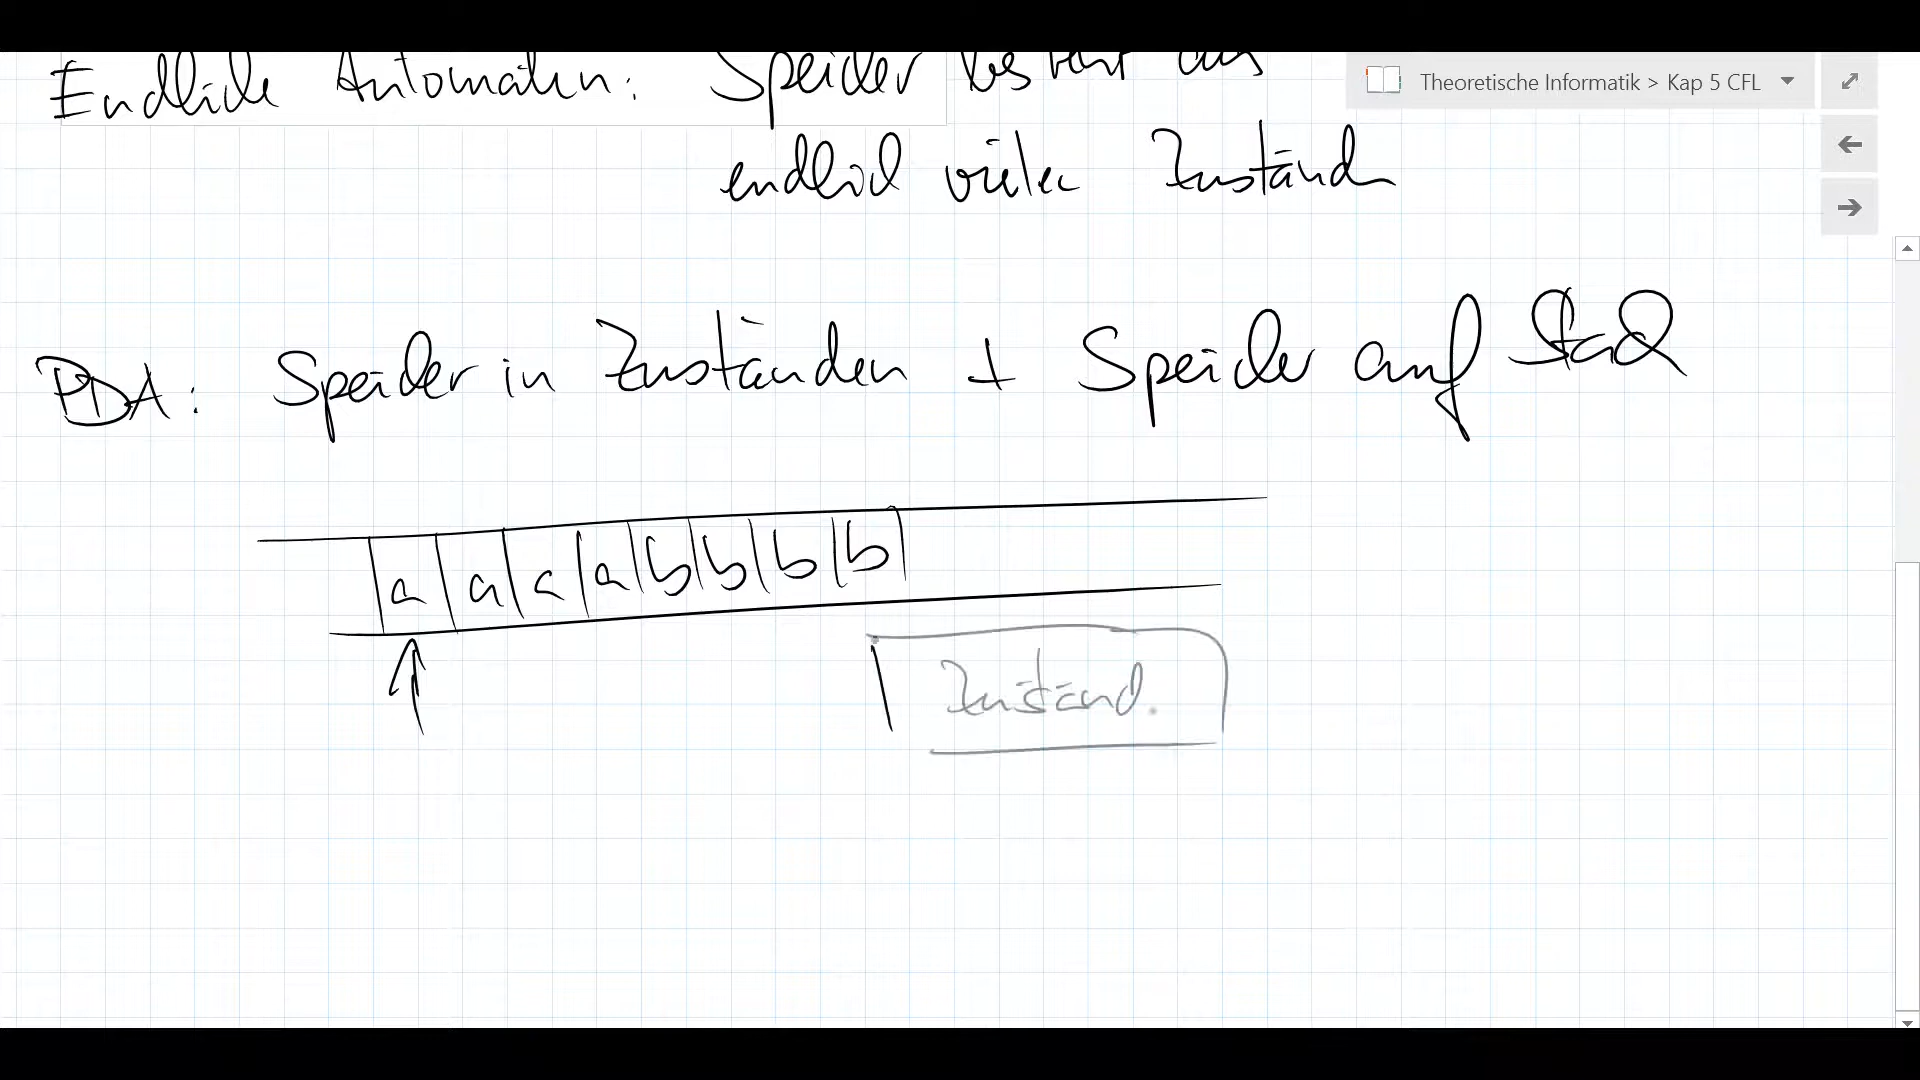 Endliche Automaten: Speicher besteht aus
Theoretische Informatik > Kap 5 CFL
endlich vielen Zuständen
PDA: Speicher in Zuständen + Speicher auf Stack
a a a a b b b b
Zustand.